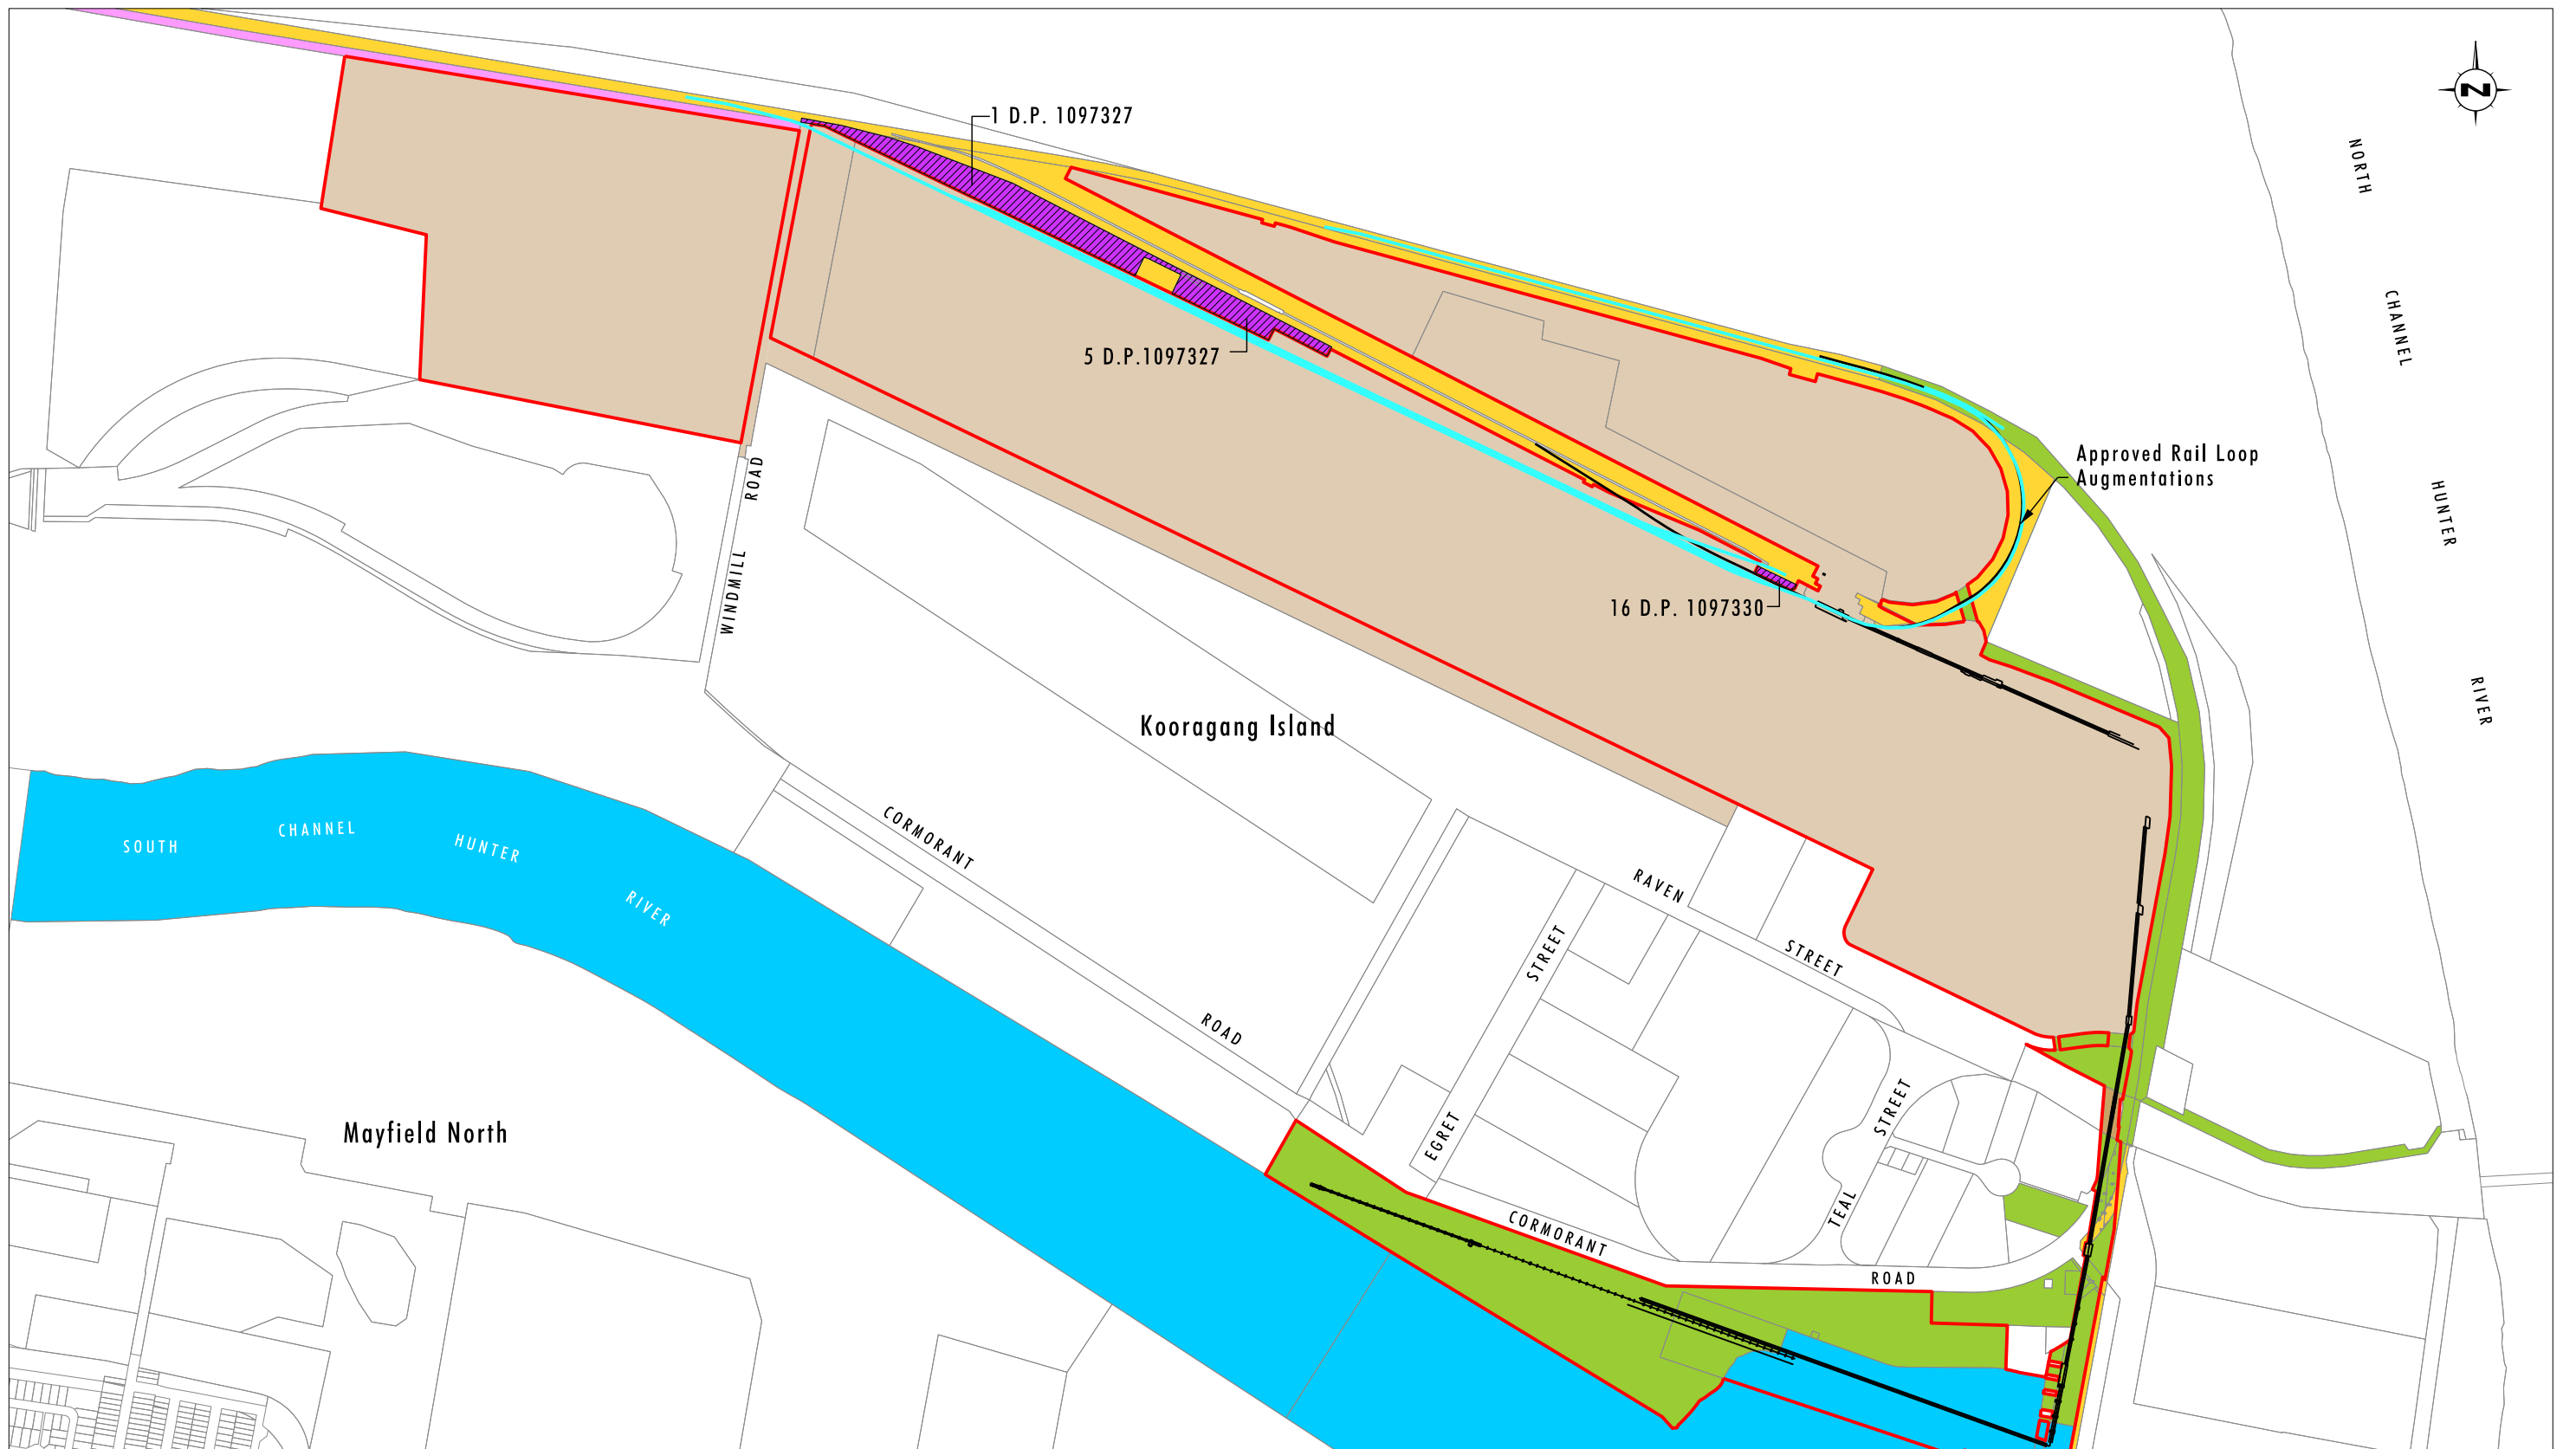 1 D.P. 1097327
N
NORTH
CHANNEL
HUNTER
RIVER
5 D.P.1097327
Approved Rail Loop
Augmentations
16 D.P. 1097330
WINDMILL ROAD
Kooragang Island
SOUTH CHANNEL HUNTER RIVER
CORMORANT ROAD
RAVEN STREET
EGRET STREET
TEAL STREET
CORMORANT ROAD
Mayfield North